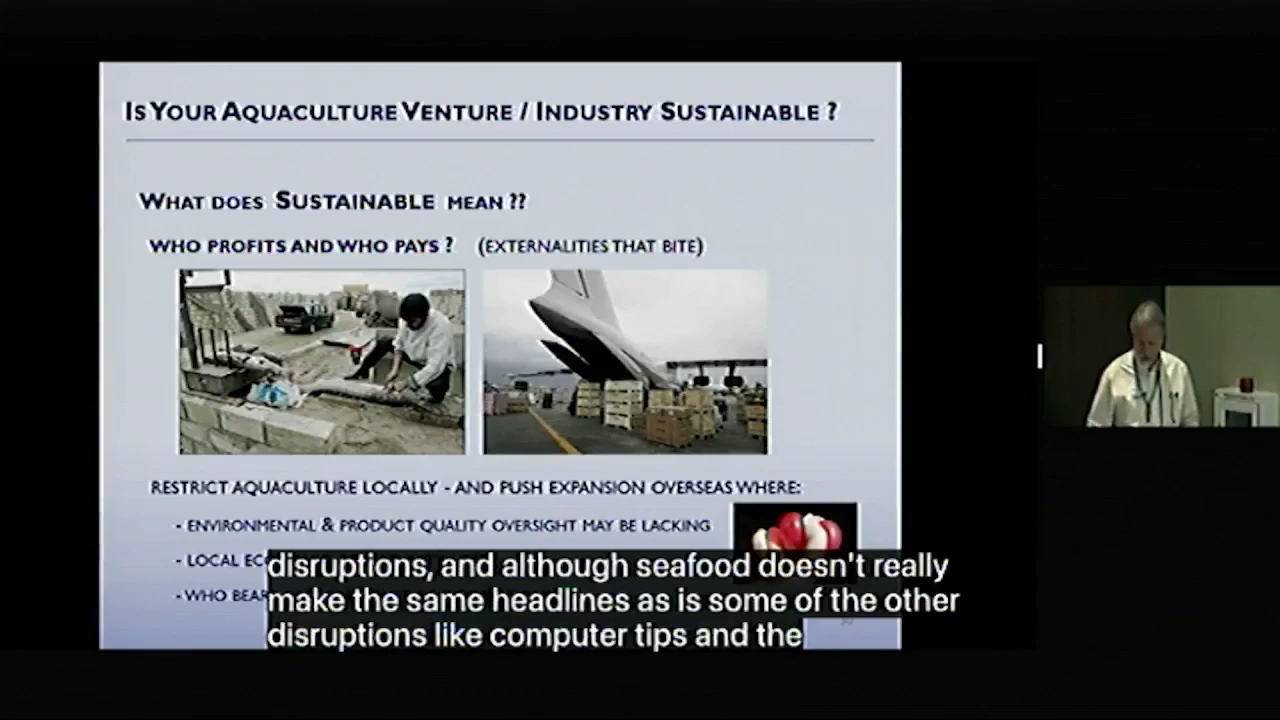 IS YOUR AQUACULTURE VENTURE / INDUSTRY SUSTAINABLE ?
WHAT DOES SUSTAINABLE MEAN ??
WHO PROFITS AND WHO PAYS ? (EXTERNALITIES THAT BITE)
RESTRICT AQUACULTURE LOCALLY - AND PUSH EXPANSION OVERSEAS WHERE:
- ENVIRONMENTAL & PRODUCT QUALITY OVERSIGHT MAY BE LACKING
- LOCAL
- WHO BEAR
disruptions, and although seafood doesn't really
make the same headlines as is some of the other
disruptions like computer tips and the